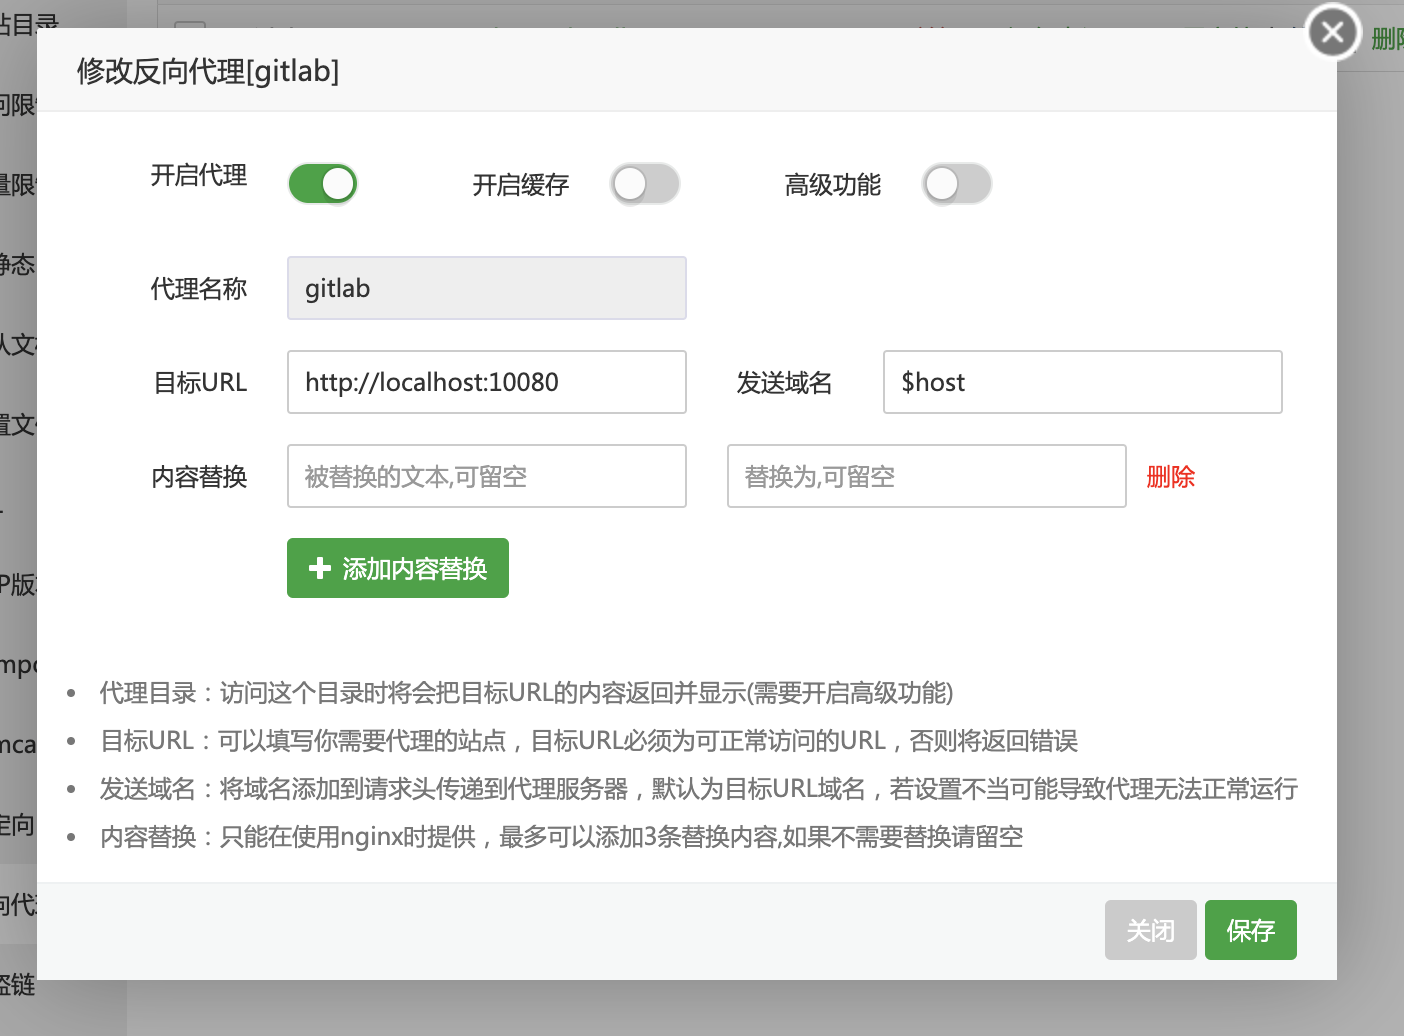 修改反向代理[gitlab]
开启代理 开启缓存 高级功能
代理名称 gitlab
目标URL http://localhost:10080 发送域名 $host
内容替换 被替换的文本,可留空 替换为,可留空 删除
添加内容替换
代理目录：访问这个目录时将会把目标URL的内容返回并显示(需要开启高级功能)
目标URL：可以填写你需要代理的站点，目标URL必须为可正常访问的URL，否则将返回错误
发送域名：将域名添加到请求头传递到代理服务器，默认为目标URL域名，若设置不当可能导致代理无法正常运行
内容替换：只能在使用nginx时提供，最多可以添加3条替换内容,如果不需要替换请留空
关闭 保存